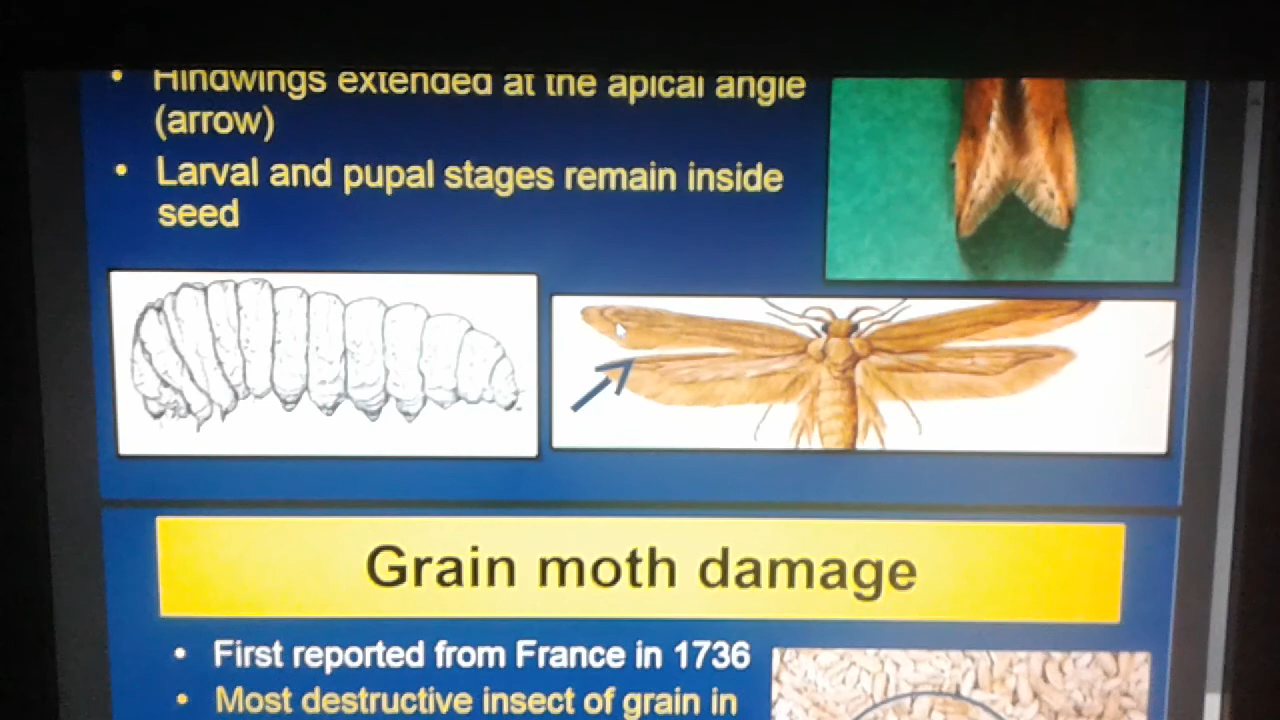 • Hindwings extended at the apical angle
(arrow)
• Larval and pupal stages remain inside
seed
Grain moth damage
• First reported from France in 1736
• Most destructive insect of grain in